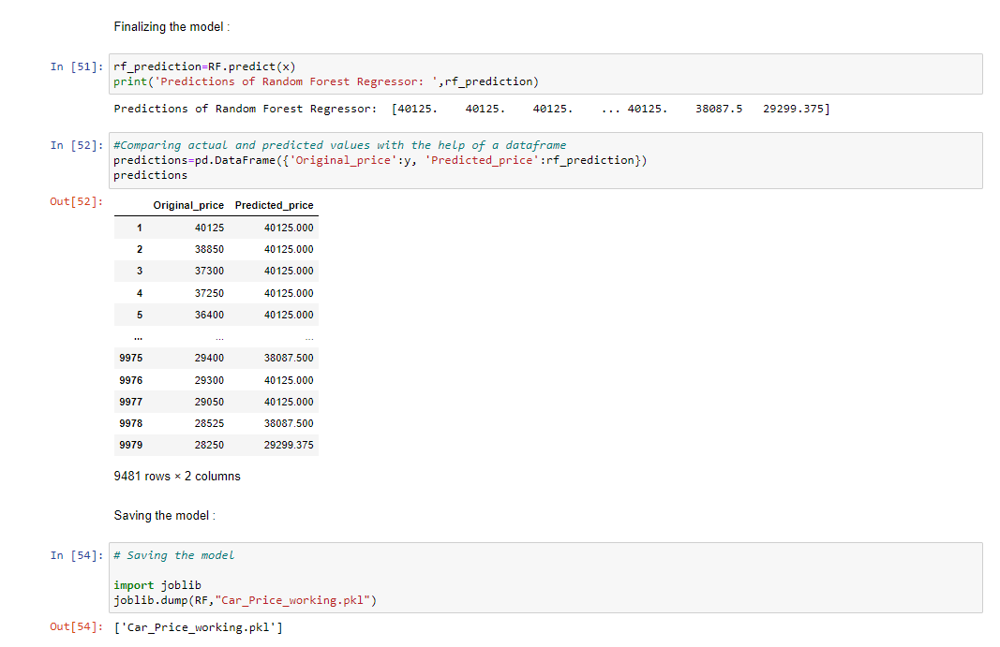 Finalizing the model :
In [51]: rf_prediction=RF.predict(x)
print('Predictions of Random Forest Regressor: ',rf_prediction)
Predictions of Random Forest Regressor:  [40125.    40125.    40125.    ... 40125.    38087.5   29299.375]
In [52]: #Comparing actual and predicted values with the help of a dataframe
predictions=pd.DataFrame({'Original_price':y, 'Predicted_price':rf_prediction})
predictions
Out[52]:
Original_price Predicted_price
1 40125 40125.000
2 38850 40125.000
3 37300 40125.000
4 37250 40125.000
5 36400 40125.000
... ... ...
9975 29400 38087.500
9976 29300 40125.000
9977 29050 40125.000
9978 28525 38087.500
9979 28250 29299.375
9481 rows × 2 columns
Saving the model :
In [54]: # Saving the model
import joblib
joblib.dump(RF,"Car_Price_working.pkl")
Out[54]: ['Car_Price_working.pkl']